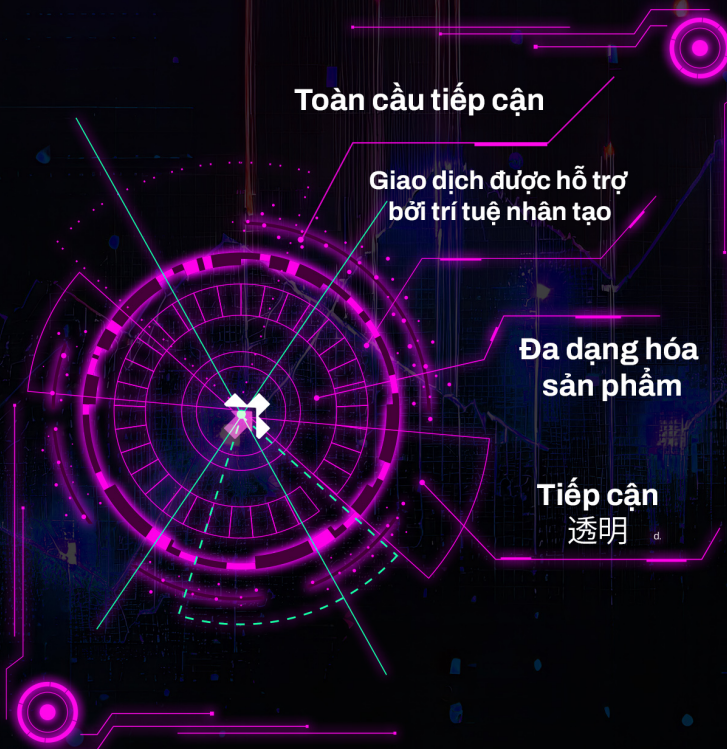 Toàn cầu tiếp cận
Giao dịch được hỗ trợ
bởi trí tuệ nhân tạo
Đa dạng hóa
sản phẩm
Tiếp cận
透明
d.